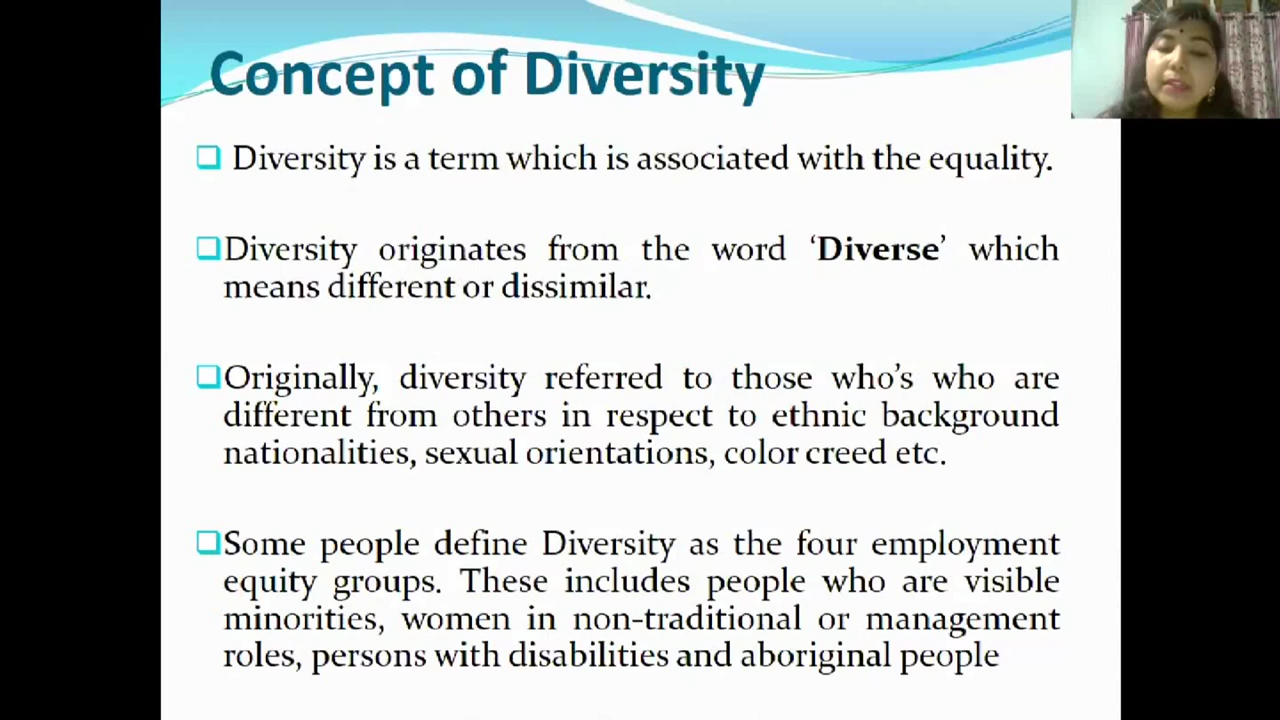 Concept of Diversity
Diversity is a term which is associated with the equality.
Diversity originates from the word ‘Diverse’ which
means different or dissimilar.
Originally, diversity referred to those who’s who are
different from others in respect to ethnic background
nationalities, sexual orientations, color creed etc.
Some people define Diversity as the four employment
equity groups. These includes people who are visible
minorities, women in non-traditional or management
roles, persons with disabilities and aboriginal people